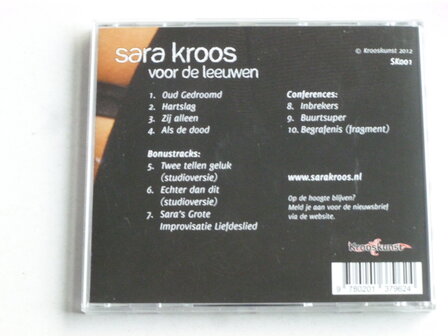 sara kroos
voor de leeuwen
© Krooskunst 2012
SK001
1. Oud Gedroomd
2. Hartslag
3. Zij alleen
4. Als de dood
Bonustracks:
5. Twee tellen geluk
(studioversie)
6. Echter dan dit
(studioversie)
7. Sara's Grote
Improvisatie Liefdeslied
Conferences:
8. Inbrekers
9. Buurtsuper
10. Begrafenis (fragment)
www.sarakroos.nl
Op de hoogte blijven?
Meld je aan voor de nieuwsbrief
via de website.
Krooskunst
9 780201 379624